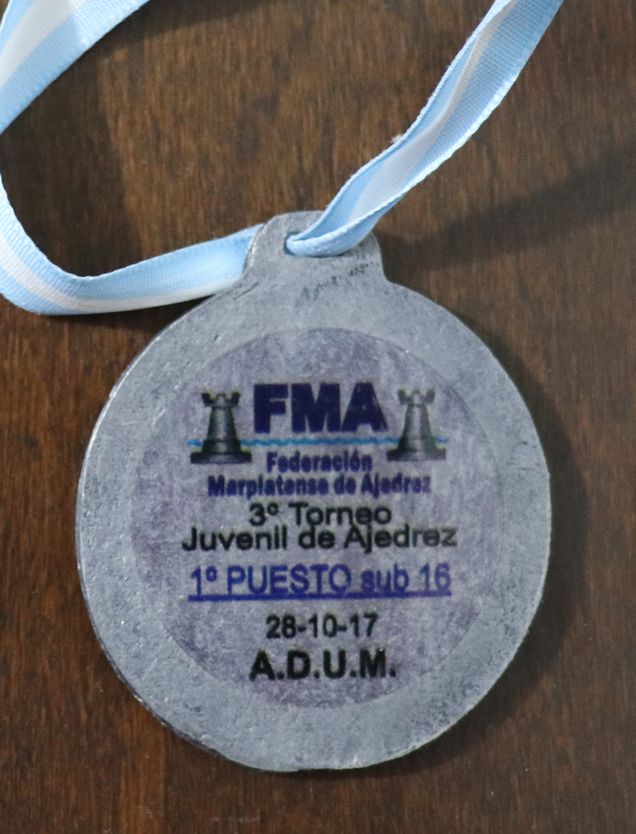 FMA
Federación
Marplatense de Ajedrez
3º Torneo
Juvenil de Ajedrez
1º PUESTO sub 16
28-10-17
A.D.U.M.